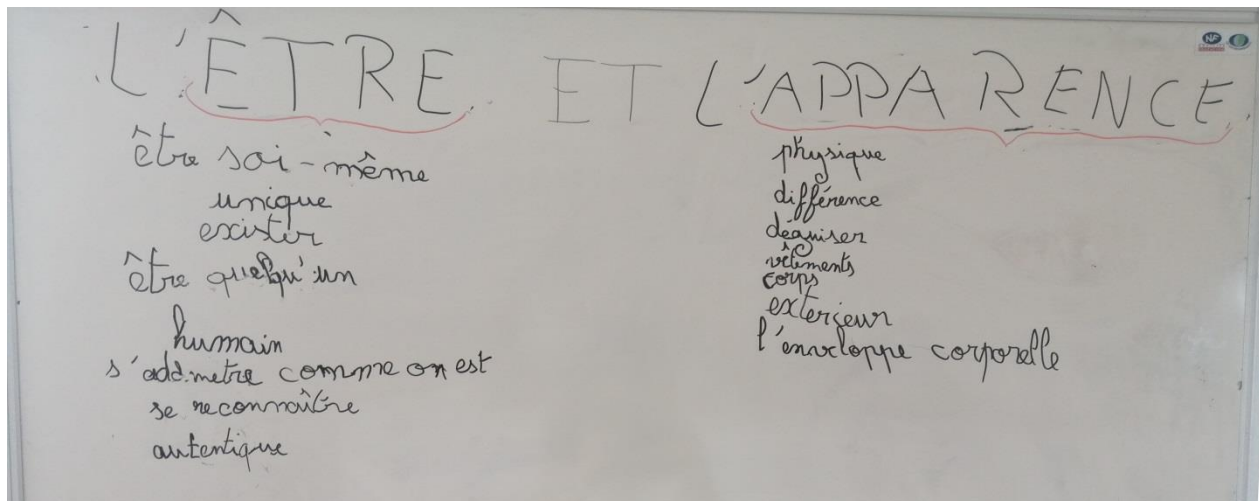 L'ÊTRE ET L'APPARENCE
être soi-même
unique
exister
être quelqu'un
humain
s'addmetre comme on est
se reconnaître
autentique
physique
différence
déguiser
vêtements
corps
exterieur
l'enveloppe corporelle
NF